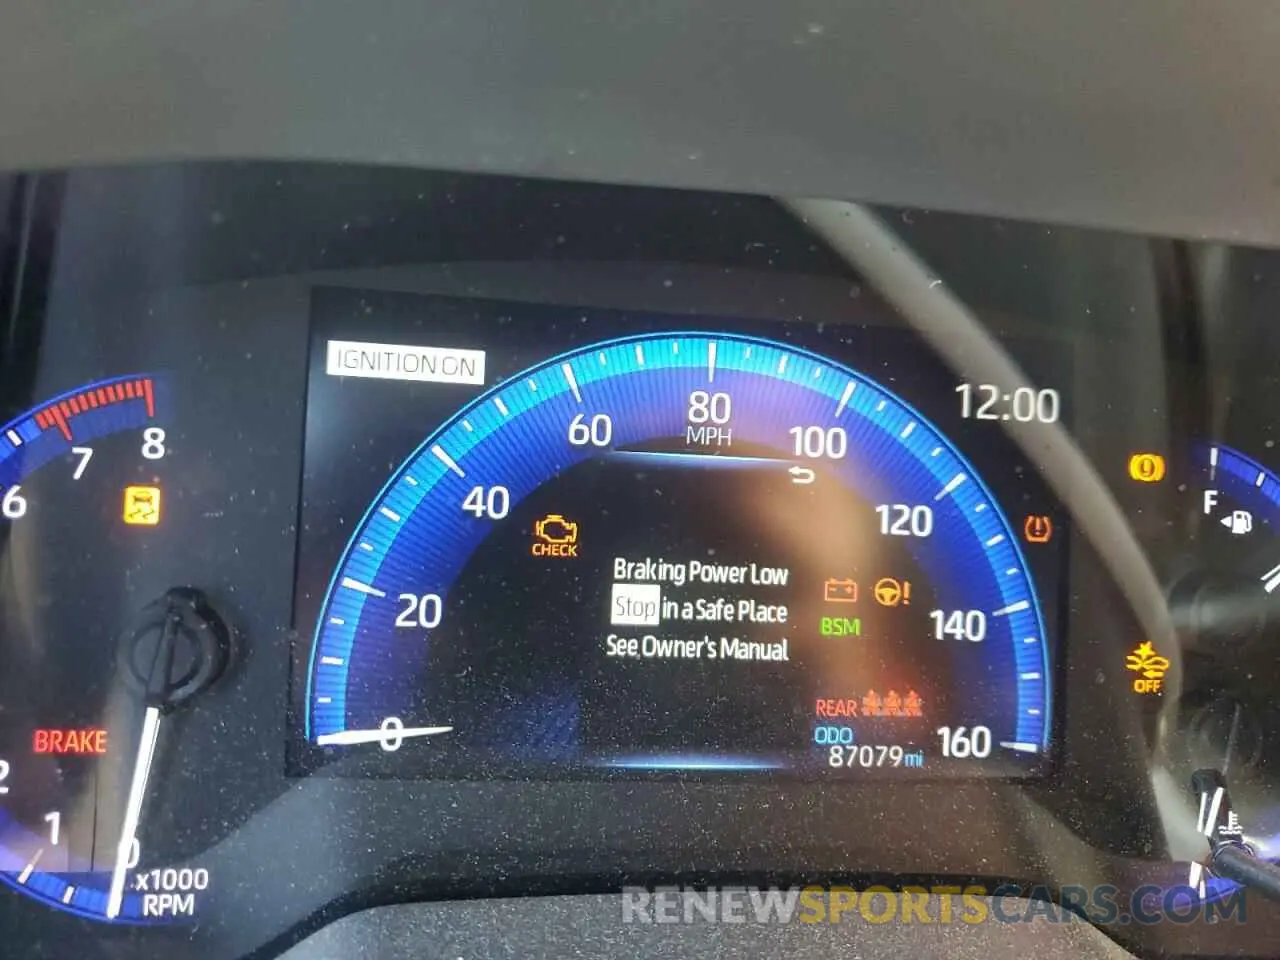 IGNITION ON
12:00
6 7 8
0 20 40 60 80 100 120 140 160
MPH
F
CHECK
Braking Power Low
Stop in a Safe Place
See Owner's Manual
BSM
OFF
REAR
ODO
87079 mi
BRAKE
2 1 0
x1000
RPM
RENEWSPORTSCARS.COM